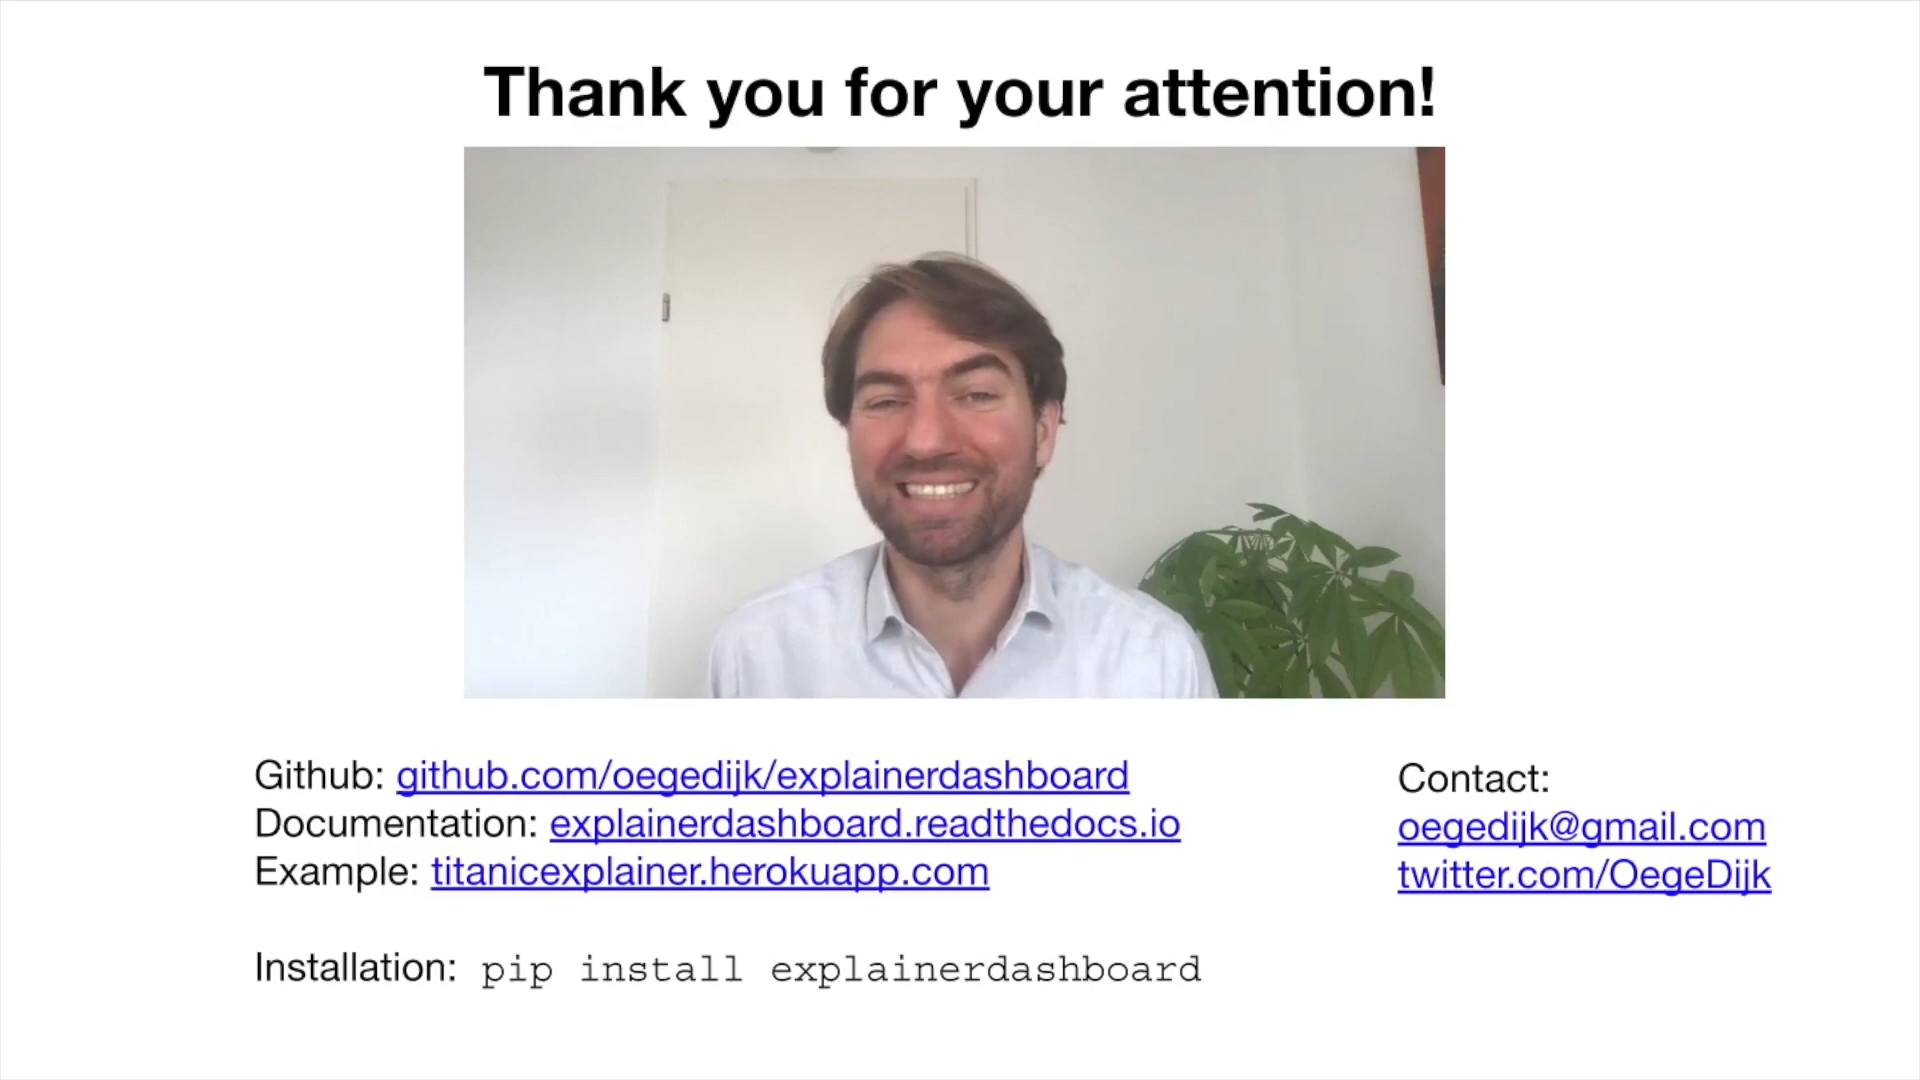 Thank you for your attention!
Github: github.com/oegedijk/explainerdashboard
Documentation: explainerdashboard.readthedocs.io
Example: titanicexplainer.herokuapp.com
Installation: pip install explainerdashboard
Contact:
oegedijk@gmail.com
twitter.com/OegeDijk